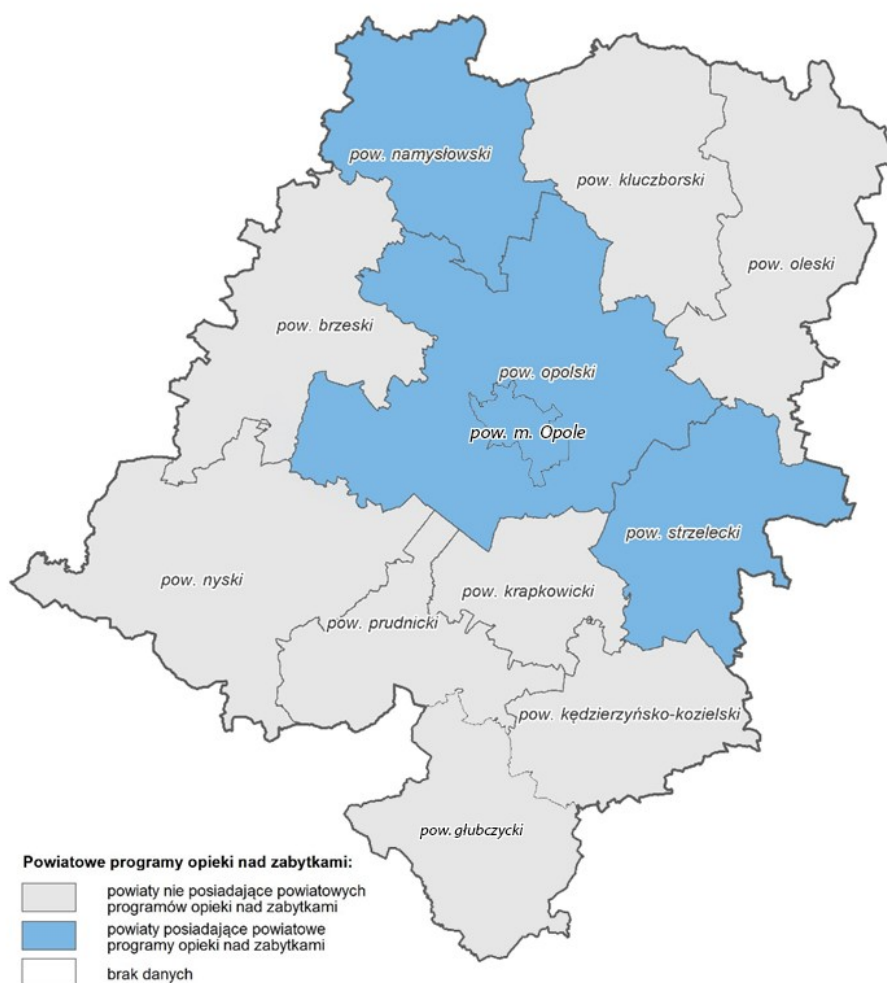 pow. namysłowski
pow. kluczborski
pow. oleski
pow. brzeski
pow. opolski
pow. m. Opole
pow. strzelecki
pow. nyski
pow. krapkowicki
pow. prudnicki
pow. kędzierzyńsko-kozielski
pow. głubczycki
Powiatowe programy opieki nad zabytkami:
powiaty nie posiadające powiatowych
programów opieki nad zabytkami
powiaty posiadające powiatowe
programy opieki nad zabytkami
brak danych